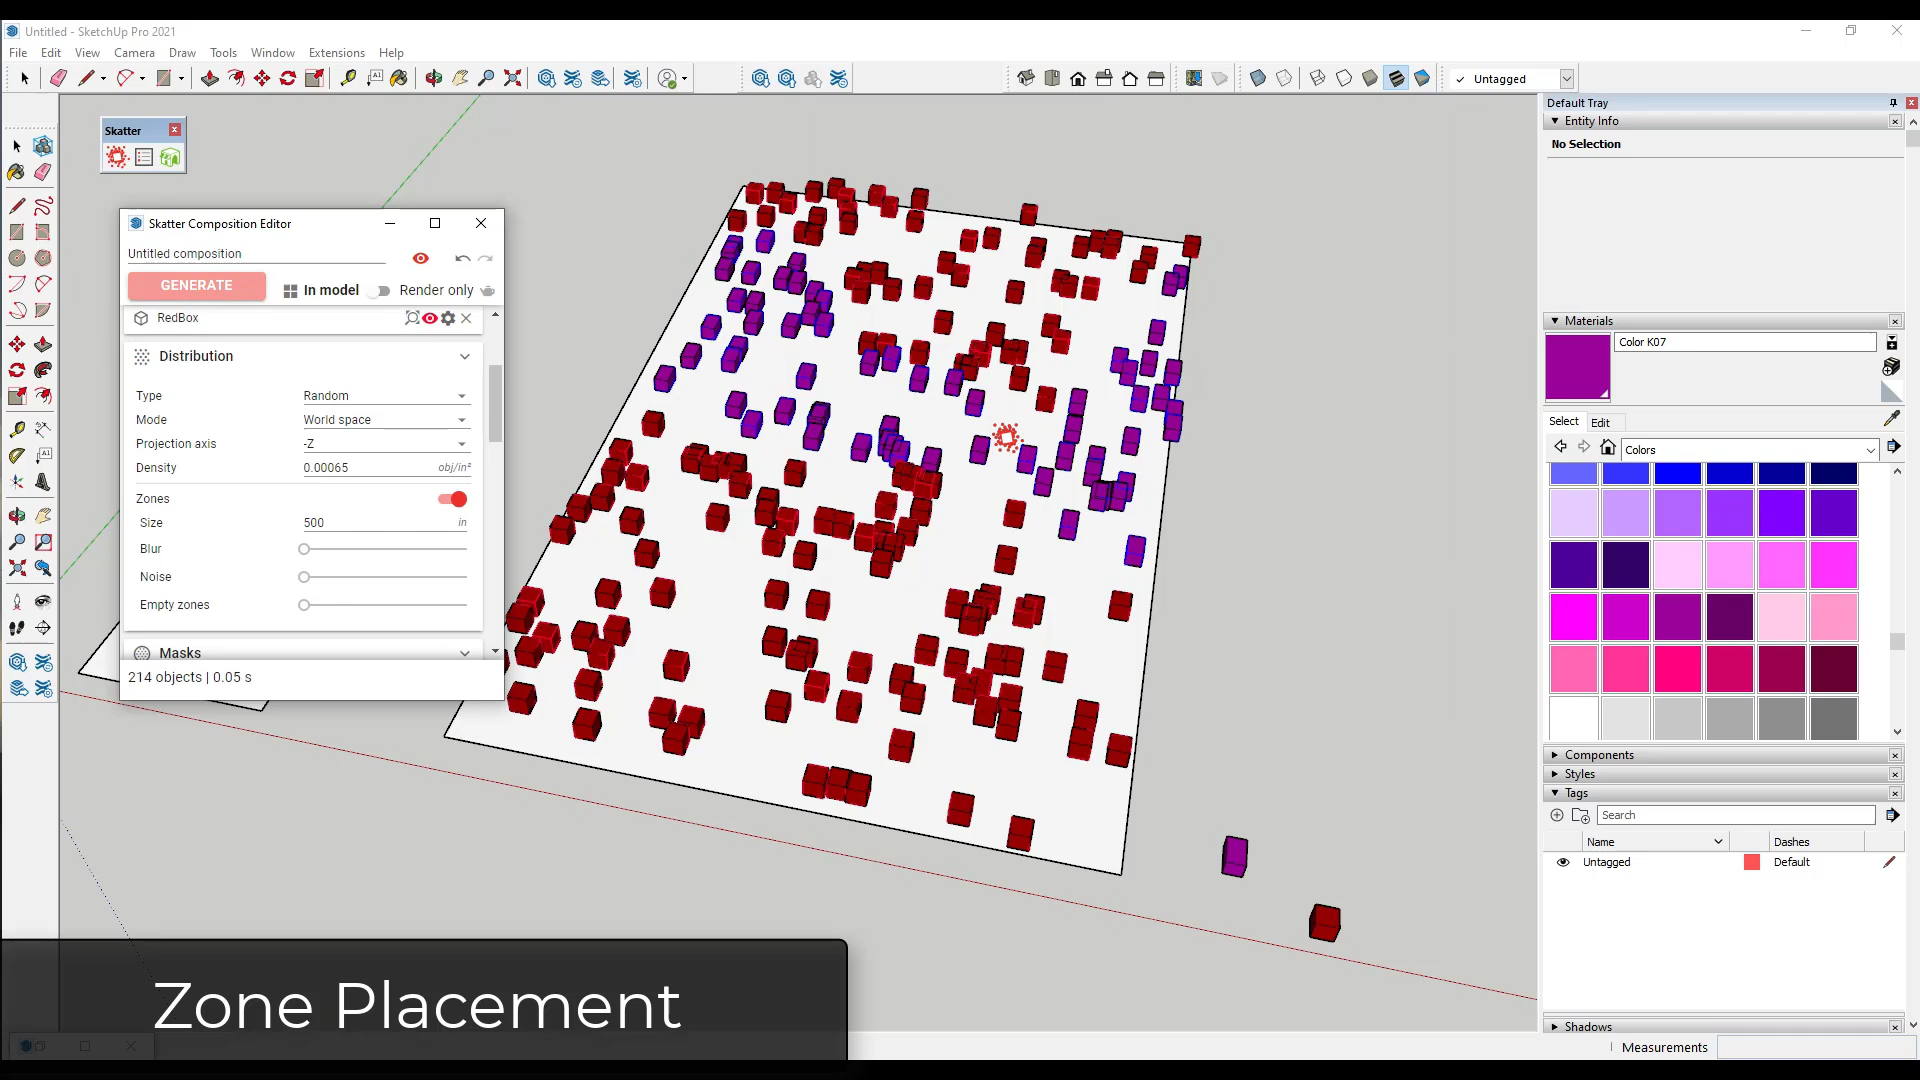 Untitled - SketchUp Pro 2021
File Edit View Camera Draw Tools Window Extensions Help
Untagged
Default Tray
Entity Info
No Selection
Skatter
Skatter Composition Editor
Untitled composition
GENERATE
In model
Render only
RedBox
Distribution
Type Random
Mode World space
Projection axis -Z
Density 0.00065 obj/in²
Zones
Size 500 in
Blur
Noise
Empty zones
Masks
214 objects | 0.05 s
Materials
Color K07
Select Edit
Colors
Components
Styles
Tags
Search
Name Dashes
Untagged Default
Shadows
Measurements
Zone Placement